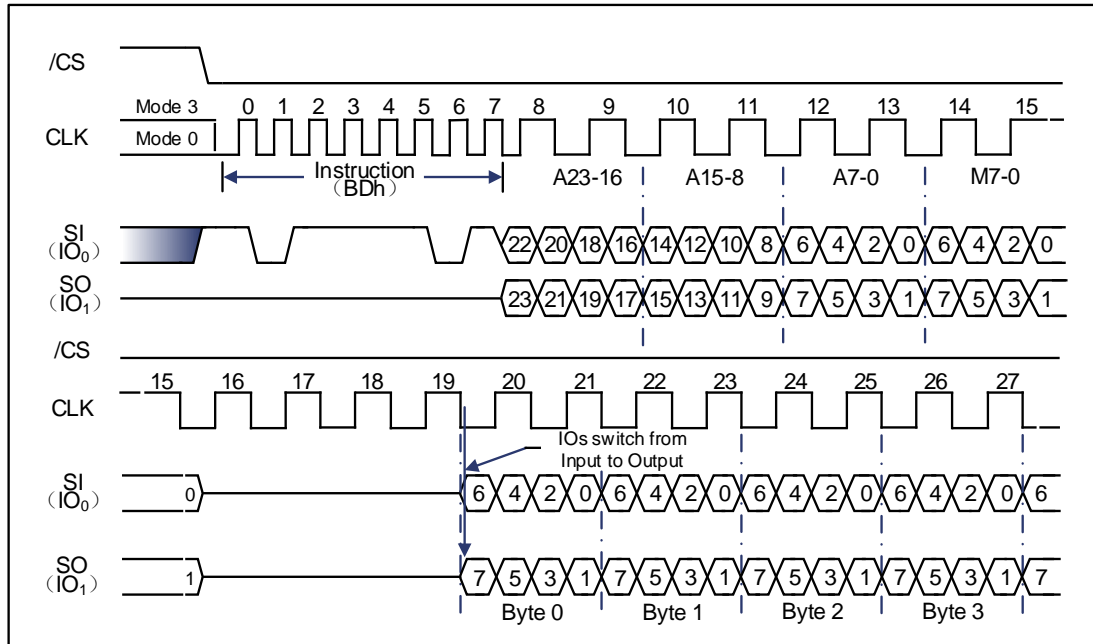 /CS
Mode 3
0 1 2 3 4 5 6 7 8 9 10 11 12 13 14 15
CLK
Mode 0
Instruction
（BDh）
A23-16 A15-8 A7-0 M7-0
SI
（IO0）
22 20 18 16 14 12 10 8 6 4 2 0 6 4 2 0
SO
（IO1）
23 21 19 17 15 13 11 9 7 5 3 1 7 5 3 1
/CS
15 16 17 18 19 20 21 22 23 24 25 26 27
CLK
IOs switch from
Input to Output
SI
（IO0）
0 6 4 2 0 6 4 2 0 6 4 2 0 6 4 2 0 6
SO
（IO1）
1 7 5 3 1 7 5 3 1 7 5 3 1 7 5 3 1 7
Byte 0 Byte 1 Byte 2 Byte 3